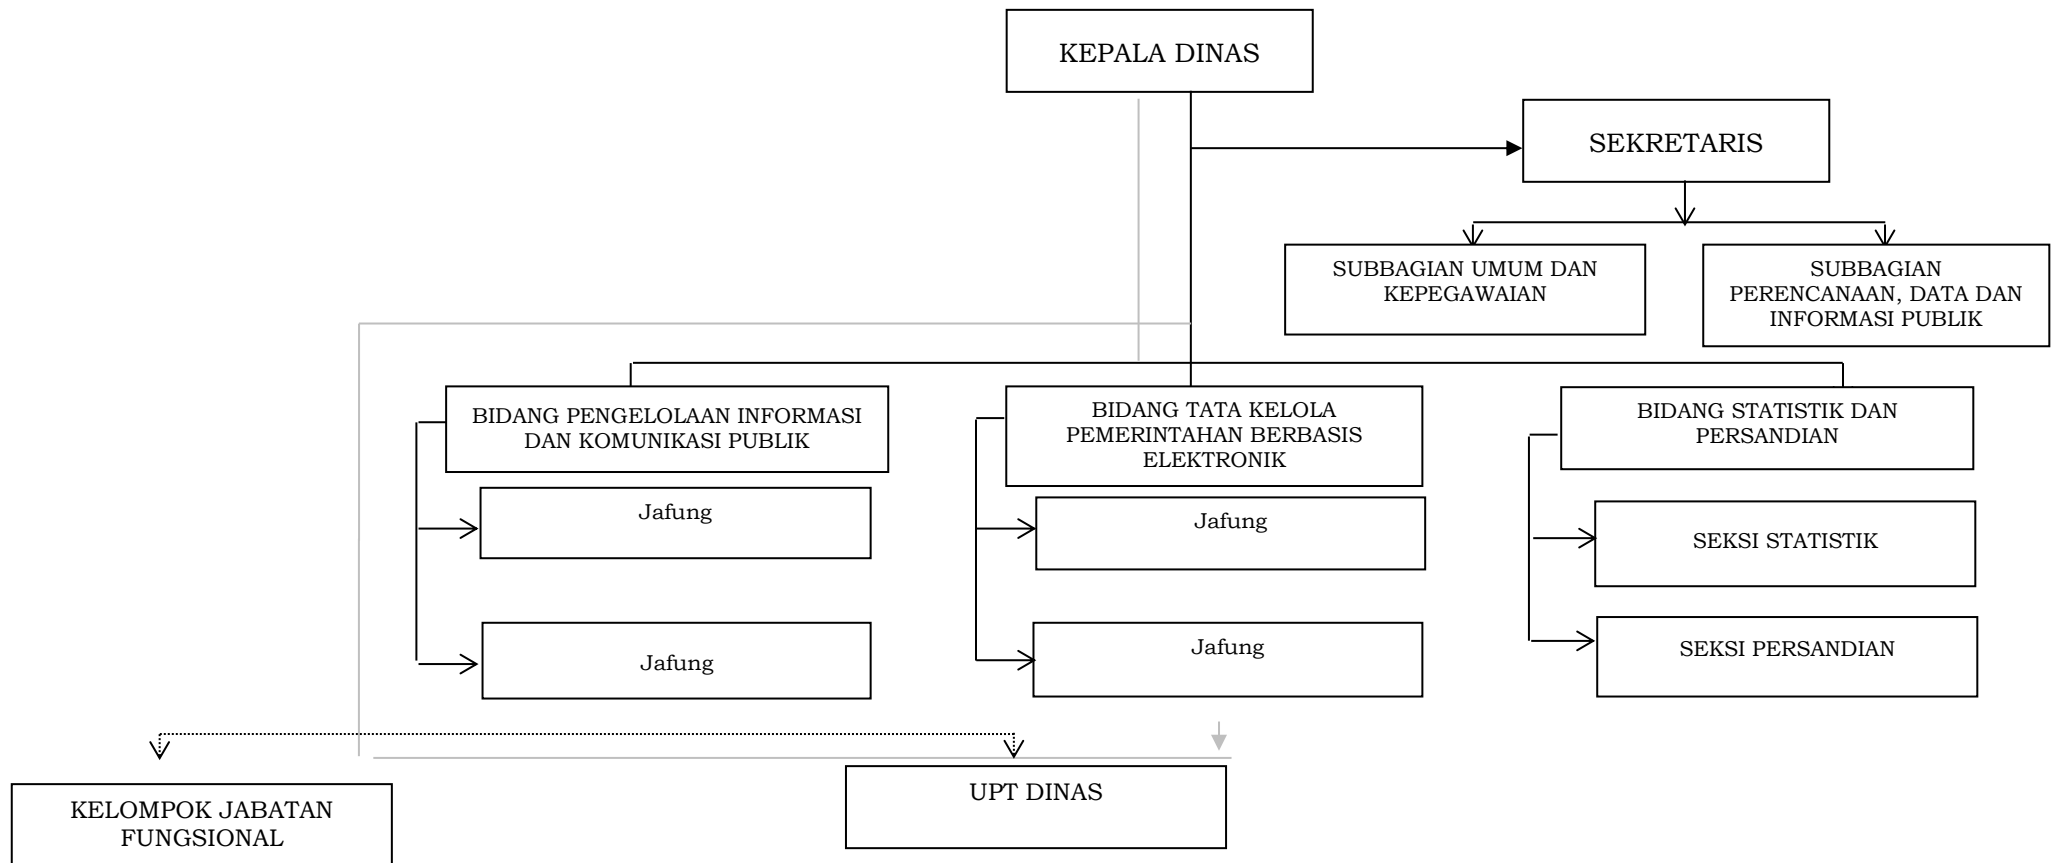 KEPALA DINAS
SEKRETARIS
SUBBAGIAN UMUM DAN
KEPEGAWAIAN
SUBBAGIAN
PERENCANAAN, DATA DAN
INFORMASI PUBLIK
BIDANG PENGELOLAAN INFORMASI
DAN KOMUNIKASI PUBLIK
BIDANG TATA KELOLA
PEMERINTAHAN BERBASIS
ELEKTRONIK
BIDANG STATISTIK DAN
PERSANDIAN
Jafung
Jafung
SEKSI STATISTIK
Jafung
Jafung
SEKSI PERSANDIAN
KELOMPOK JABATAN
FUNGSIONAL
UPT DINAS